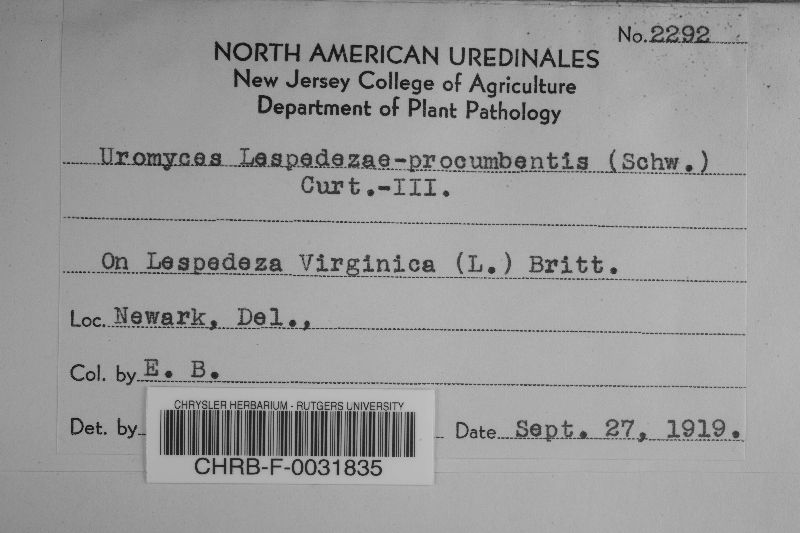 No. 2292
NORTH AMERICAN UREDINALES
New Jersey College of Agriculture
Department of Plant Pathology
Uromyces Lespedezae-procumbentis (Schw.)
Curt.-III.
On Lespedeza Virginica (L.) Britt.
Loc. Newark, Del.,
Col. by E. B.
Det. by Date Sept. 27, 1919.
CHRYSLER HERBARIUM - RUTGERS UNIVERSITY
CHRB-F-0031835